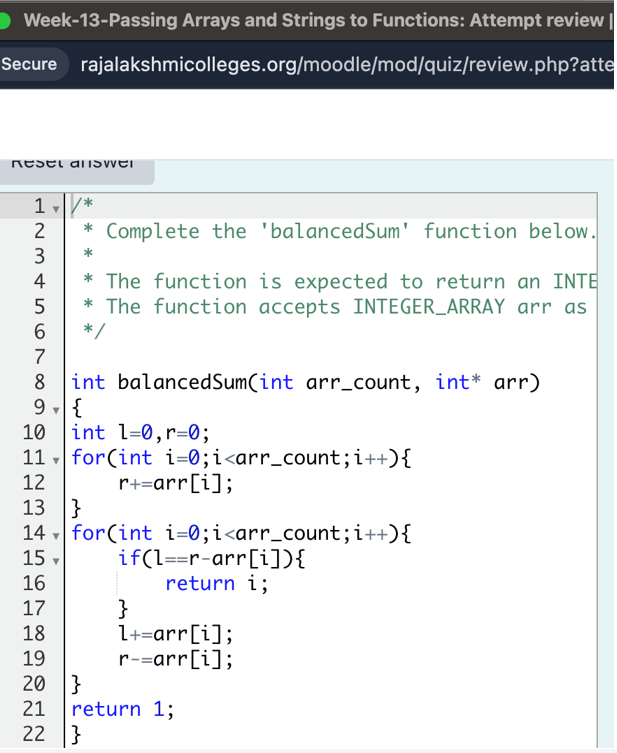 Week-13-Passing Arrays and Strings to Functions: Attempt review |
Secure rajalakshmicolleges.org/moodle/mod/quiz/review.php?atte
Reset answer
1 /*
2  * Complete the 'balancedSum' function below.
3  *
4  * The function is expected to return an INTE
5  * The function accepts INTEGER_ARRAY arr as
6  */
7
8 int balancedSum(int arr_count, int* arr)
9 {
10 int l=0,r=0;
11 for(int i=0;i<arr_count;i++){
12     r+=arr[i];
13 }
14 for(int i=0;i<arr_count;i++){
15     if(l==r-arr[i]){
16         return i;
17     }
18     l+=arr[i];
19     r-=arr[i];
20 }
21 return 1;
22 }